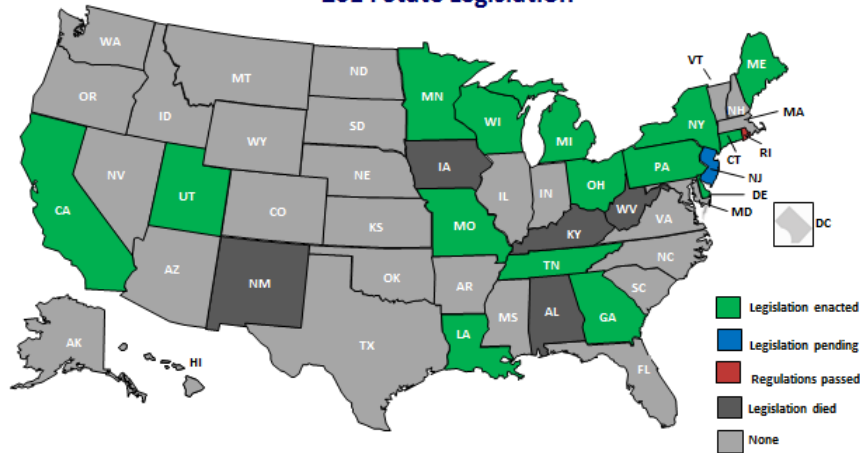 2014 State Legislation
WA
OR
ID
MT
ND
SD
WY
NE
NV
UT
CO
KS
CA
AZ
NM
OK
TX
MN
WI
MI
IA
IL
IN
OH
MO
KY
WV
VA
TN
NC
AR
SC
MS
AL
GA
LA
FL
PA
NY
VT
NH
ME
MA
RI
CT
NJ
DE
MD
DC
AK
HI
Legislation enacted
Legislation pending
Regulations passed
Legislation died
None